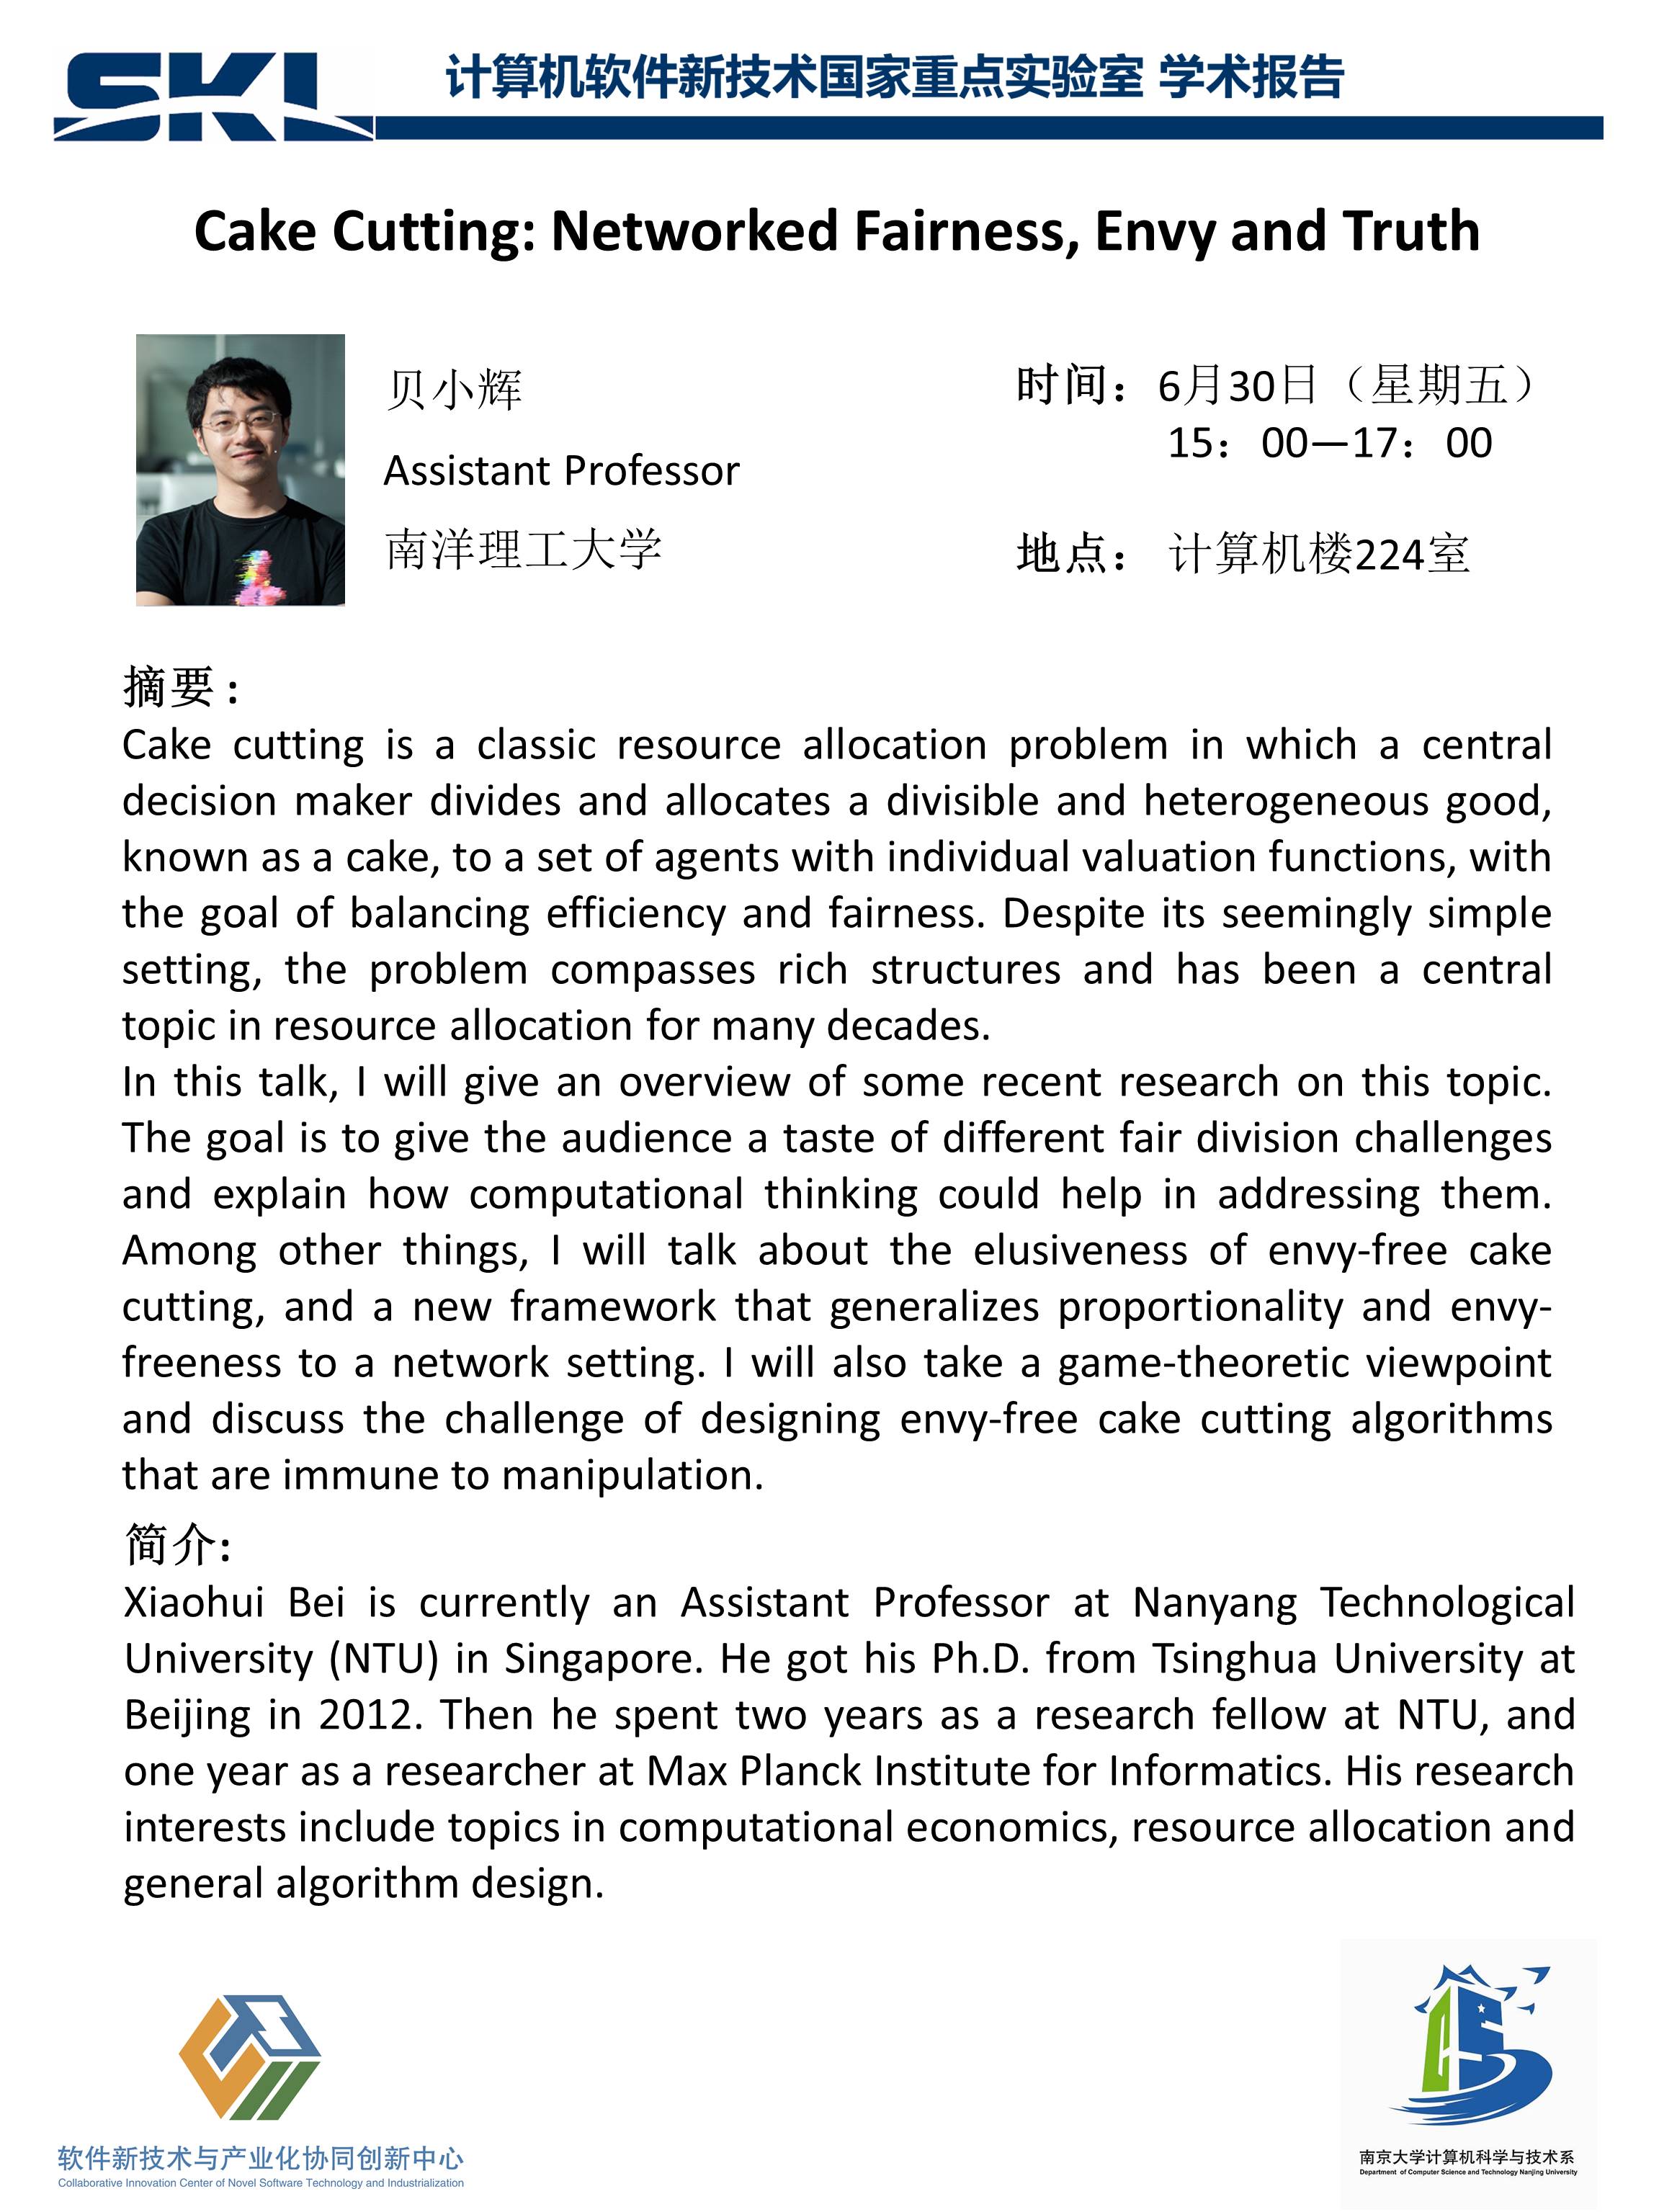 SKL
计算机软件新技术国家重点实验室 学术报告
Cake Cutting: Networked Fairness, Envy and Truth
贝小辉
Assistant Professor
南洋理工大学
时间：6月30日（星期五）
15：00—17：00
地点： 计算机楼224室
摘要 :
Cake cutting is a classic resource allocation problem in which a central
decision maker divides and allocates a divisible and heterogeneous good,
known as a cake, to a set of agents with individual valuation functions, with
the goal of balancing efficiency and fairness. Despite its seemingly simple
setting, the problem compasses rich structures and has been a central
topic in resource allocation for many decades.
In this talk, I will give an overview of some recent research on this topic.
The goal is to give the audience a taste of different fair division challenges
and explain how computational thinking could help in addressing them.
Among other things, I will talk about the elusiveness of envy-free cake
cutting, and a new framework that generalizes proportionality and envy-
freeness to a network setting. I will also take a game-theoretic viewpoint
and discuss the challenge of designing envy-free cake cutting algorithms
that are immune to manipulation.
简介:
Xiaohui Bei is currently an Assistant Professor at Nanyang Technological
University (NTU) in Singapore. He got his Ph.D. from Tsinghua University at
Beijing in 2012. Then he spent two years as a research fellow at NTU, and
one year as a researcher at Max Planck Institute for Informatics. His research
interests include topics in computational economics, resource allocation and
general algorithm design.
软件新技术与产业化协同创新中心
Collaborative Innovation Center of Novel Software Technology and Industrialization
南京大学计算机科学与技术系
Department of Computer Science and Technology Nanjing University